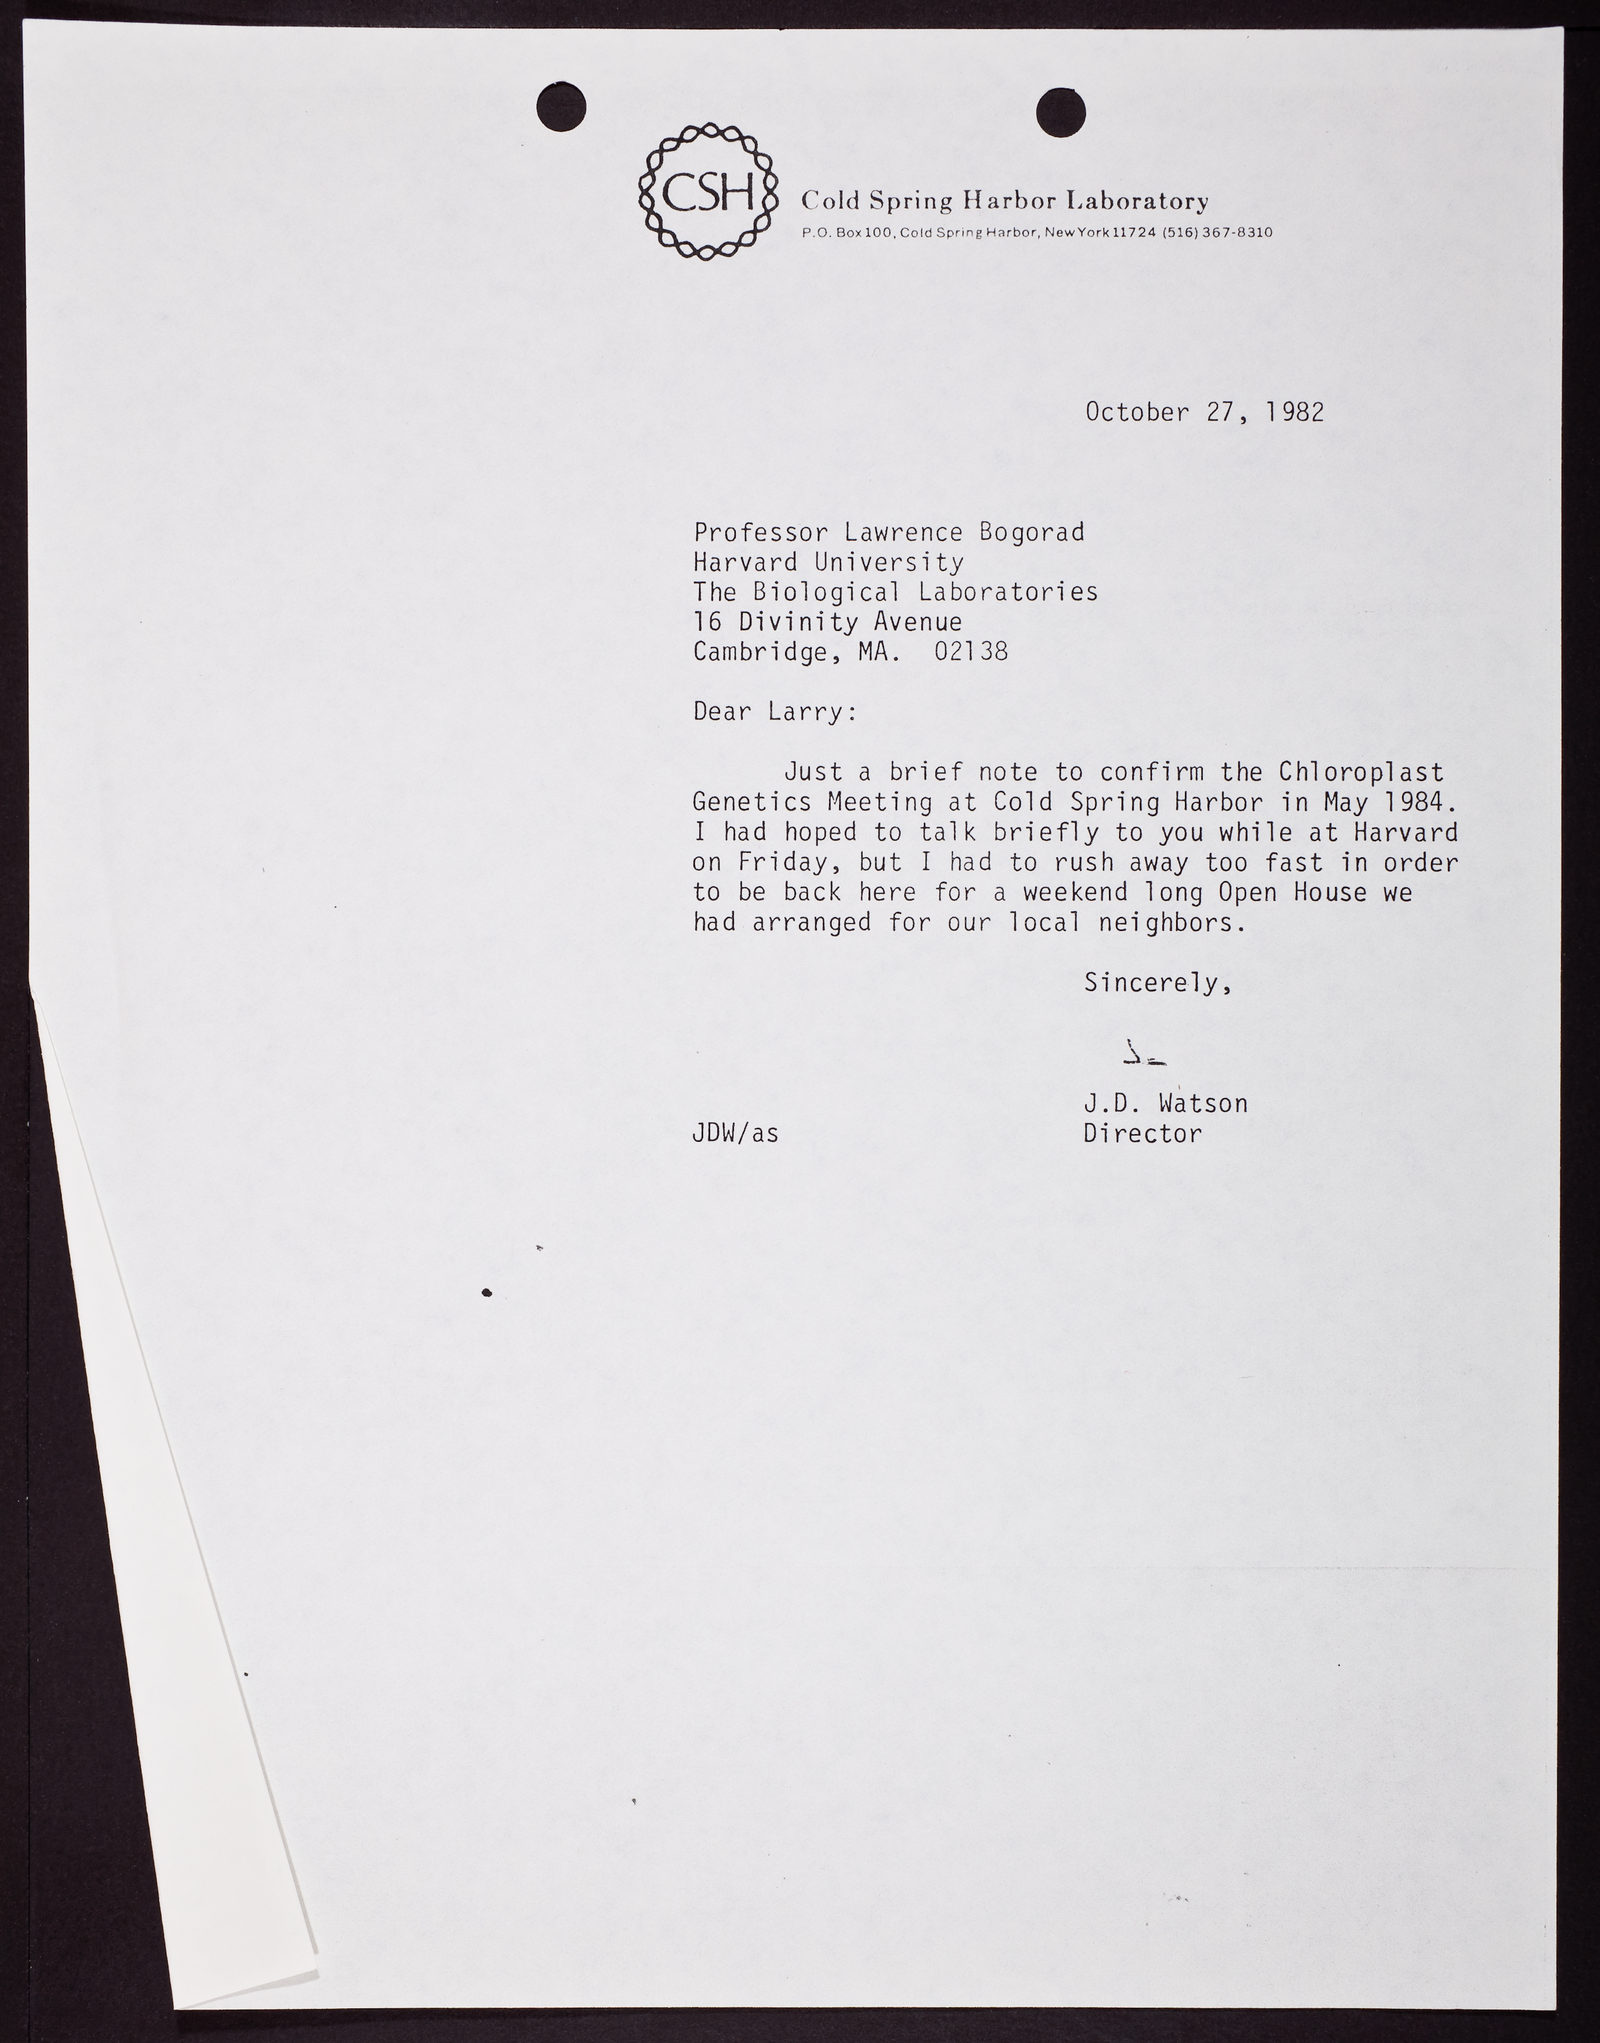 CSH
Cold Spring Harbor Laboratory
P.O. Box 100, Cold Spring Harbor, New York 11724 (516) 367-8310
October 27, 1982
Professor Lawrence Bogorad
Harvard University
The Biological Laboratories
16 Divinity Avenue
Cambridge, MA.  02138
Dear Larry:
Just a brief note to confirm the Chloroplast
Genetics Meeting at Cold Spring Harbor in May 1984.
I had hoped to talk briefly to you while at Harvard
on Friday, but I had to rush away too fast in order
to be back here for a weekend long Open House we
had arranged for our local neighbors.
Sincerely,
J.D. Watson
JDW/as Director